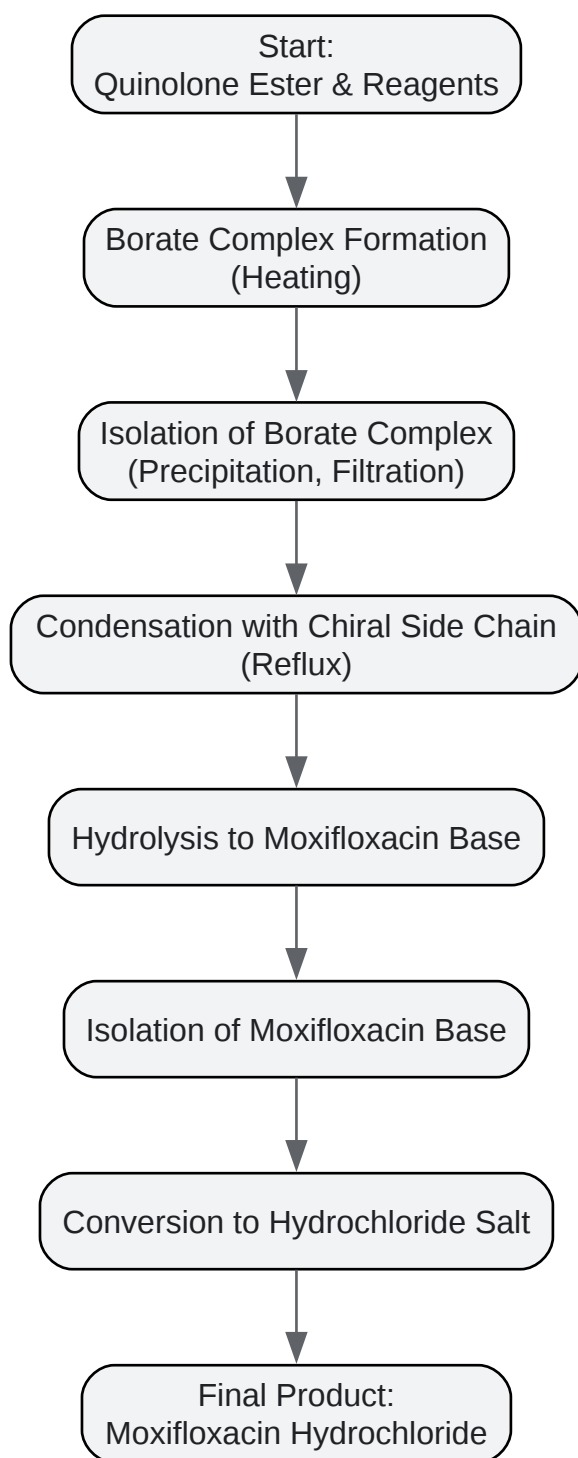 Start:
Quinolone Ester & Reagents
Borate Complex Formation
(Heating)
Isolation of Borate Complex
(Precipitation, Filtration)
Condensation with Chiral Side Chain
(Reflux)
Hydrolysis to Moxifloxacin Base
Isolation of Moxifloxacin Base
Conversion to Hydrochloride Salt
Final Product:
Moxifloxacin Hydrochloride